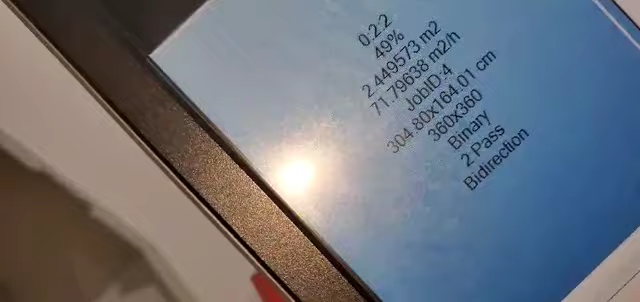 0:2:2
49%
2.449573 m2
71.79638 m2/h
JobID:4
304.80x164.01 cm
360x360
Binary
2 Pass
Bidirection